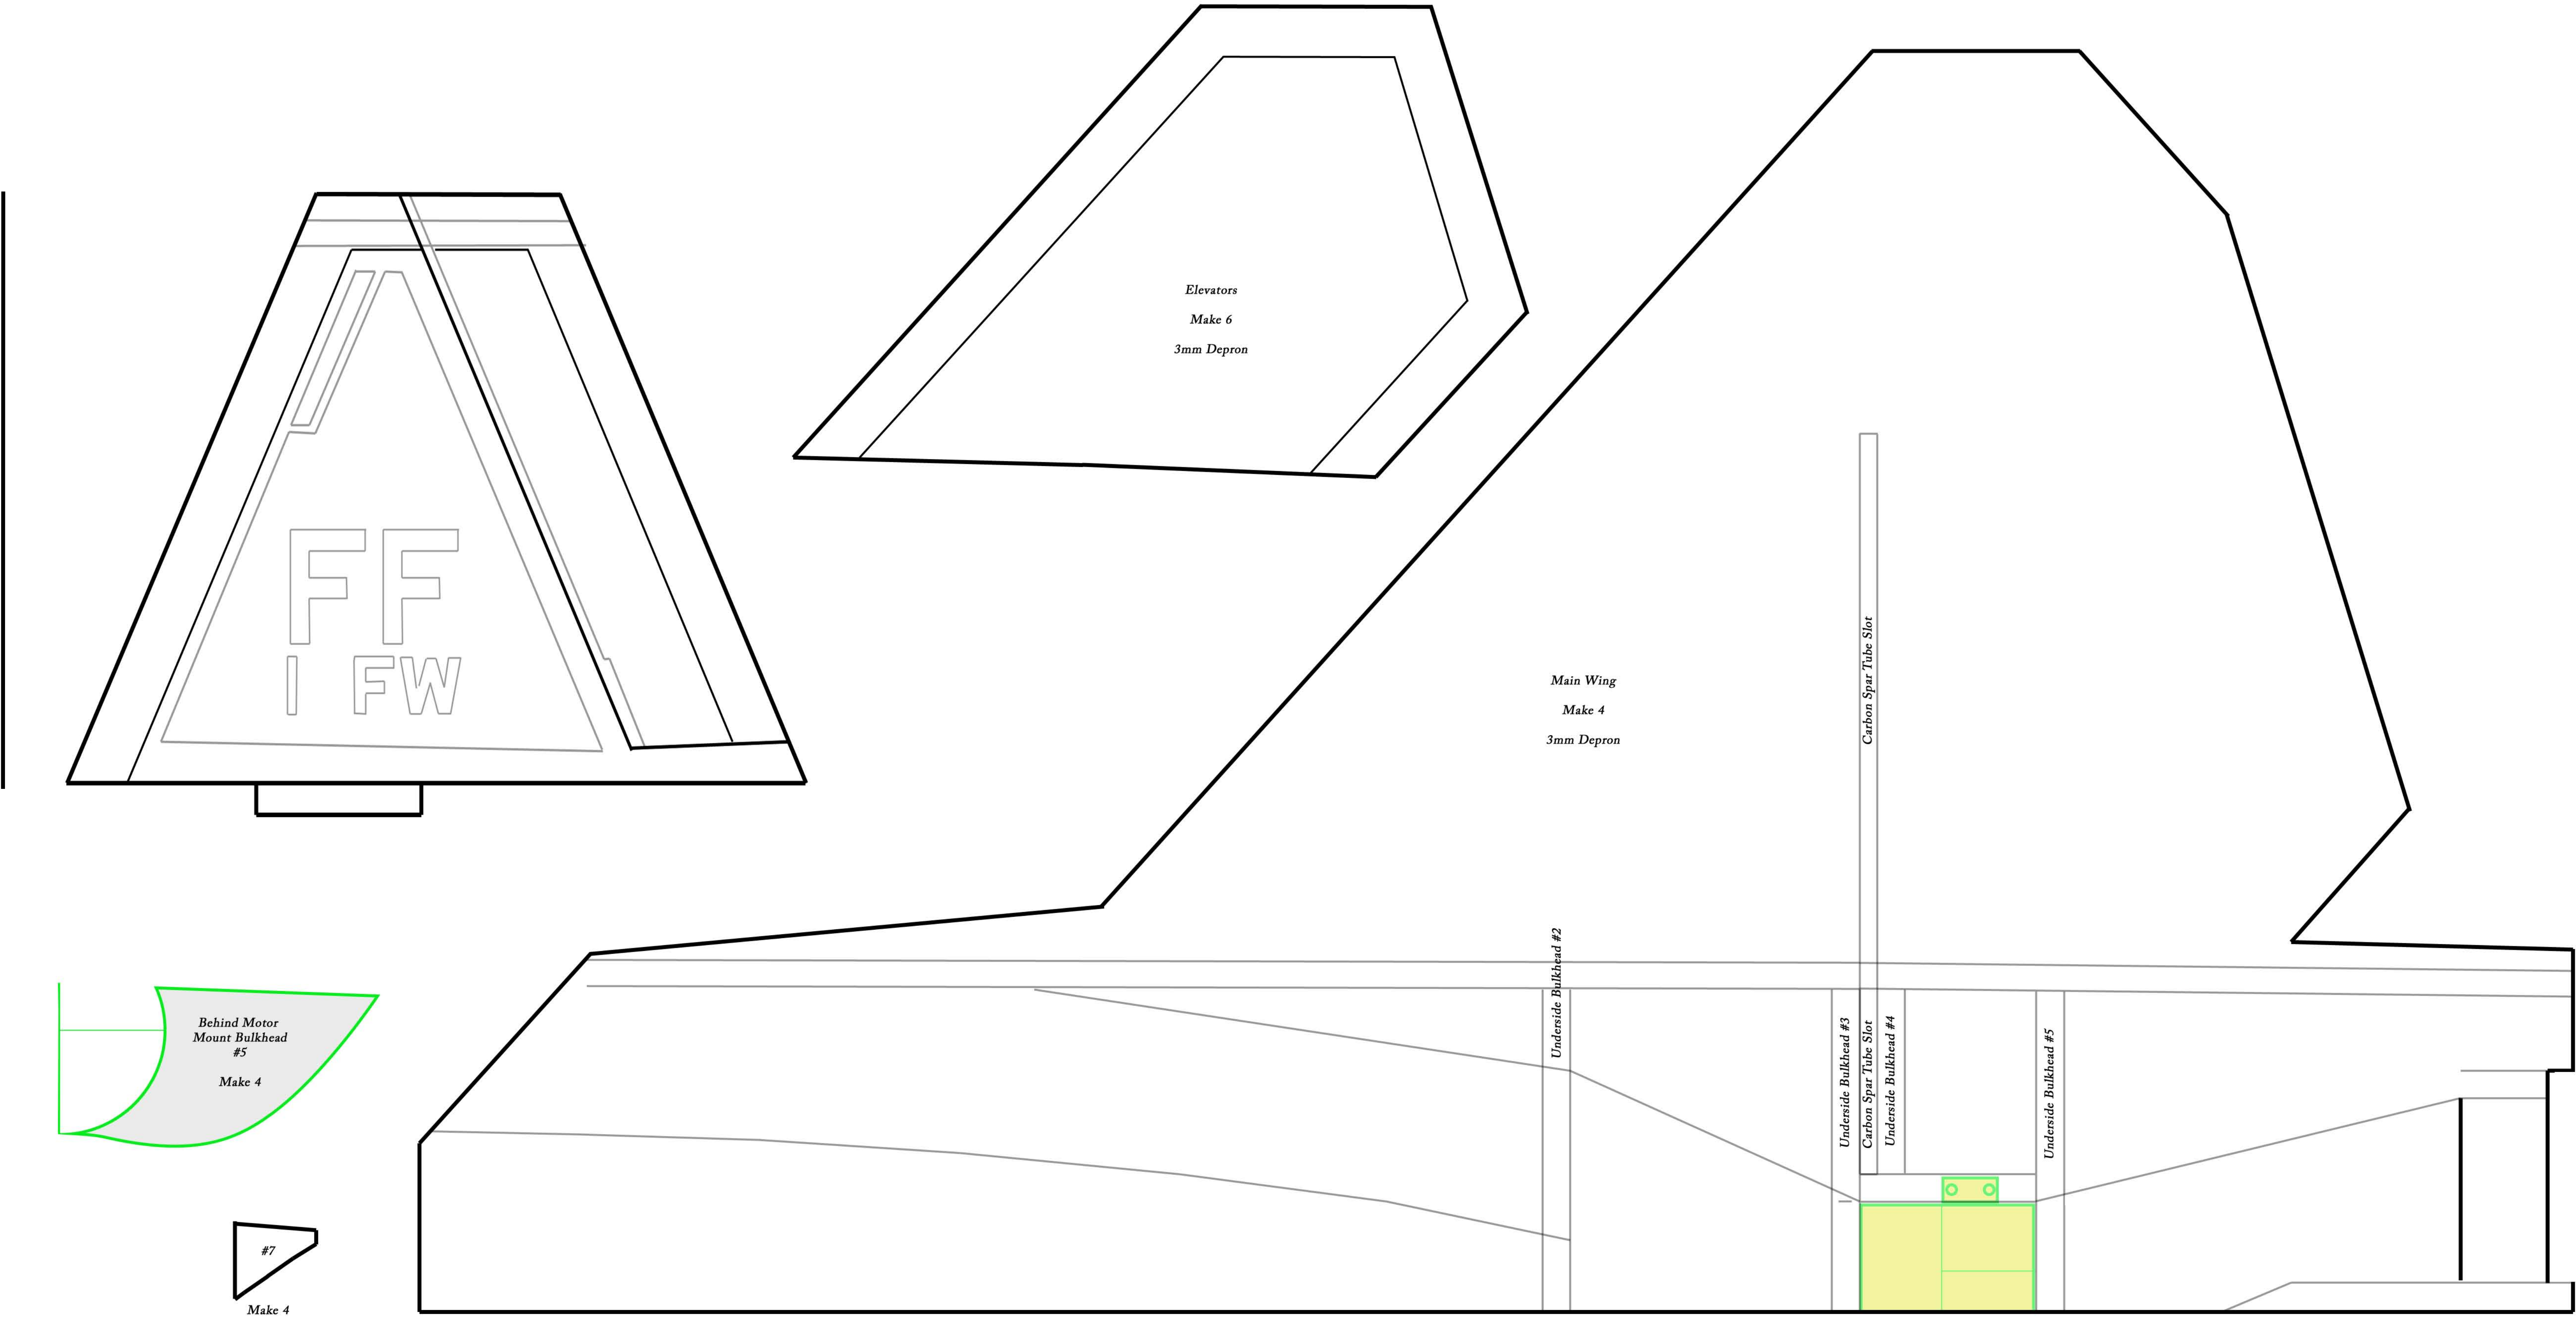 Elevators
Make 6
3mm Depron
FF
I FW
Main Wing
Make 4
3mm Depron
Carbon Spar Tube Slot
Underside Bulkhead #2
Underside Bulkhead #3
Carbon Spar Tube Slot
Underside Bulkhead #4
Underside Bulkhead #5
Behind Motor
Mount Bulkhead
#5
Make 4
#7
Make 4